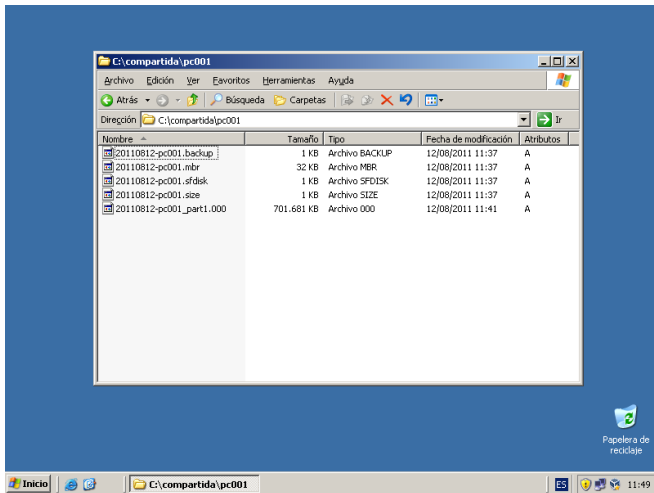 C:\compartida\pc001
Archivo Edición Ver Favoritos Herramientas Ayuda
Atrás Búsqueda Carpetas
Dirección C:\compartida\pc001 Ir
Nombre Tamaño Tipo Fecha de modificación Atributos
20110812-pc001.backup 1 KB Archivo BACKUP 12/08/2011 11:37 A
20110812-pc001.mbr 32 KB Archivo MBR 12/08/2011 11:37 A
20110812-pc001.sfdisk 1 KB Archivo SFDISK 12/08/2011 11:37 A
20110812-pc001.size 1 KB Archivo SIZE 12/08/2011 11:37 A
20110812-pc001_part1.000 701.681 KB Archivo 000 12/08/2011 11:41 A
Papelera de
reciclaje
Inicio C:\compartida\pc001 ES 11:49